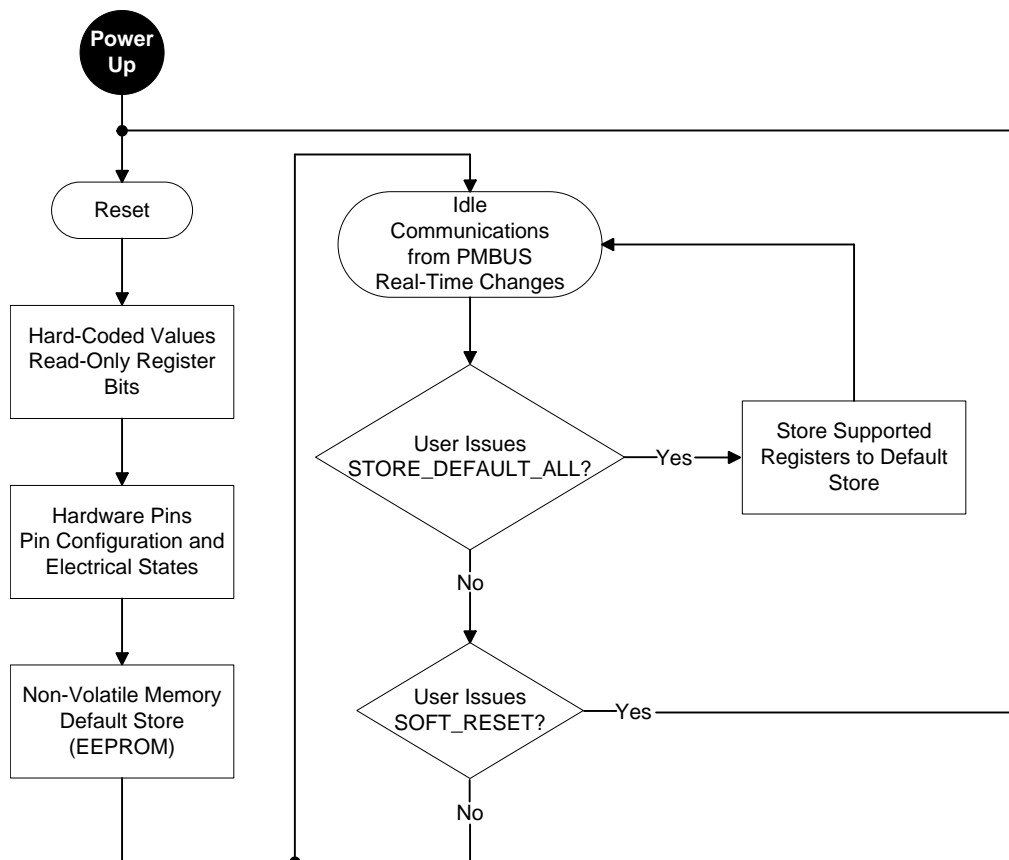 Power
Up
Reset
Hard-Coded Values
Read-Only Register
Bits
Hardware Pins
Pin Configuration and
Electrical States
Non-Volatile Memory
Default Store
(EEPROM)
Idle
Communications
from PMBUS
Real-Time Changes
User Issues
STORE_DEFAULT_ALL?
Yes
Store Supported
Registers to Default
Store
No
User Issues
SOFT_RESET?
Yes
No